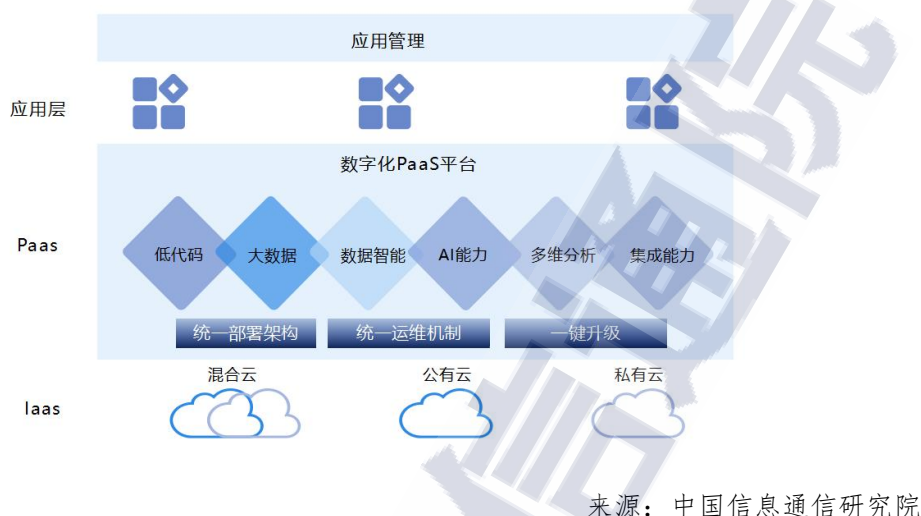 应用管理
应用层
数字化PaaS平台
Paas
低代码 大数据 数据智能 AI能力 多维分析 集成能力
统一部署架构 统一运维机制 一键升级
混合云 公有云 私有云
Iaas
信通院
来源：中国信息通信研究院